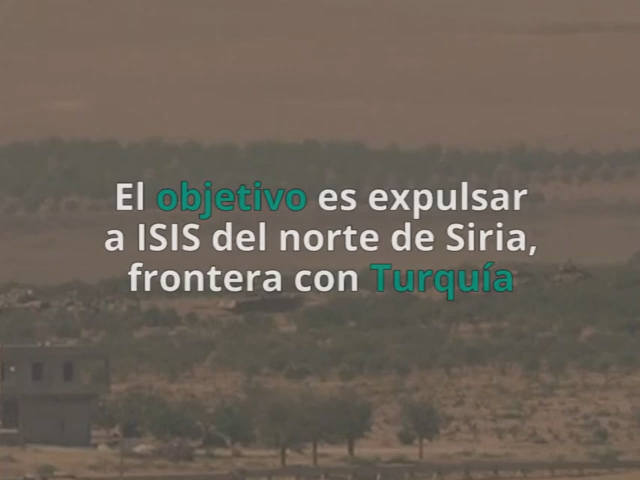 El objetivo es expulsar
a ISIS del norte de Siria,
frontera con Turquía